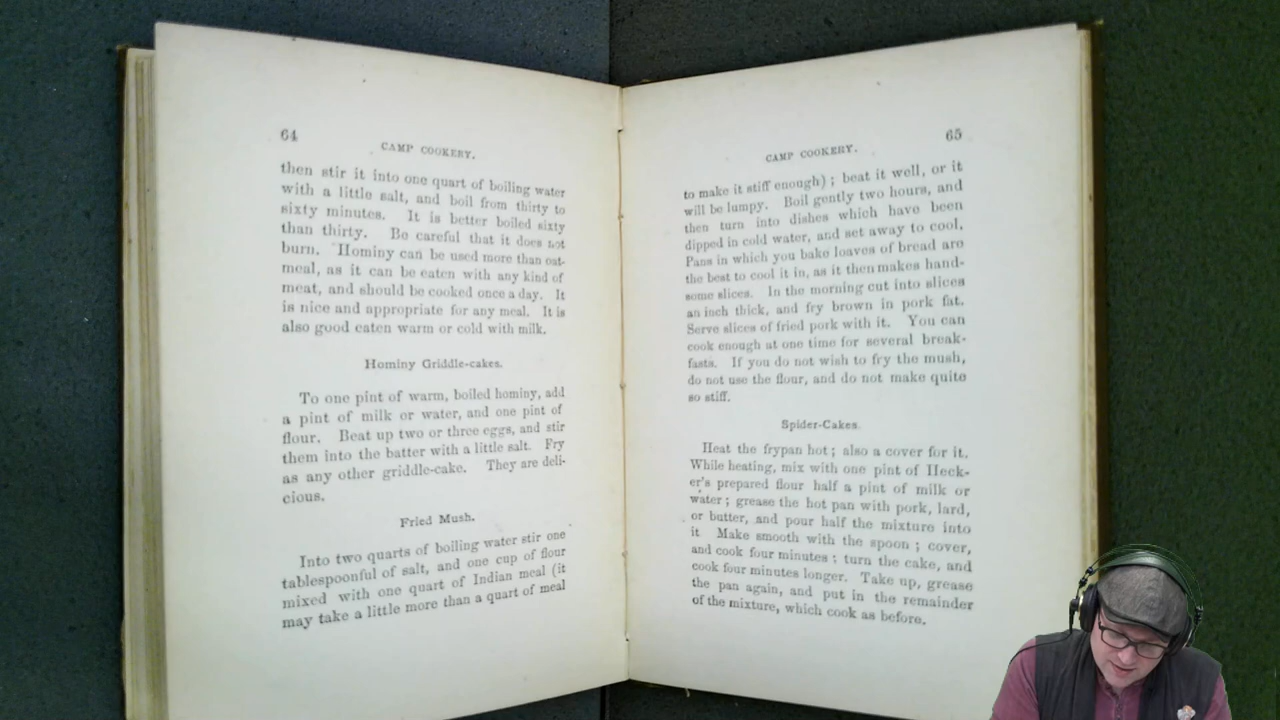 64
CAMP COOKERY.
then stir it into one quart of boiling water
with a little salt, and boil from thirty to
sixty minutes. It is better boiled sixty
than thirty. Be careful that it does not
burn. Hominy can be used more than oat-
meal, as it can be eaten with any kind of
meat, and should be cooked once a day. It
is nice and appropriate for any meal. It is
also good eaten warm or cold with milk.
Hominy Griddle-cakes.
To one pint of warm, boiled hominy, add
a pint of milk or water, and one pint of
flour. Beat up two or three eggs, and stir
them into the batter with a little salt. Fry
as any other griddle-cake. They are deli-
cious.
Fried Mush.
Into two quarts of boiling water stir one
tablespoonful of salt, and one cup of flour
mixed with one quart of Indian meal (it
may take a little more than a quart of meal
65
CAMP COOKERY.
to make it stiff enough) ; beat it well, or it
will be lumpy. Boil gently two hours, and
then turn into dishes which have been
dipped in cold water, and set away to cool.
Pans in which you bake loaves of bread are
the best to cool it in, as it then makes hand-
some slices. In the morning cut into slices
an inch thick, and fry brown in pork fat.
Serve slices of fried pork with it. You can
cook enough at one time for several break-
fasts. If you do not wish to fry the mush,
do not use the flour, and do not make quite
so stiff.
Spider-Cakes.
Heat the frypan hot ; also a cover for it.
While heating, mix with one pint of Heck-
er's prepared flour half a pint of milk or
water ; grease the hot pan with pork, lard,
or butter, and pour half the mixture into
it Make smooth with the spoon ; cover,
and cook four minutes ; turn the cake, and
cook four minutes longer. Take up, grease
the pan again, and put in the remainder
of the mixture, which cook as before.